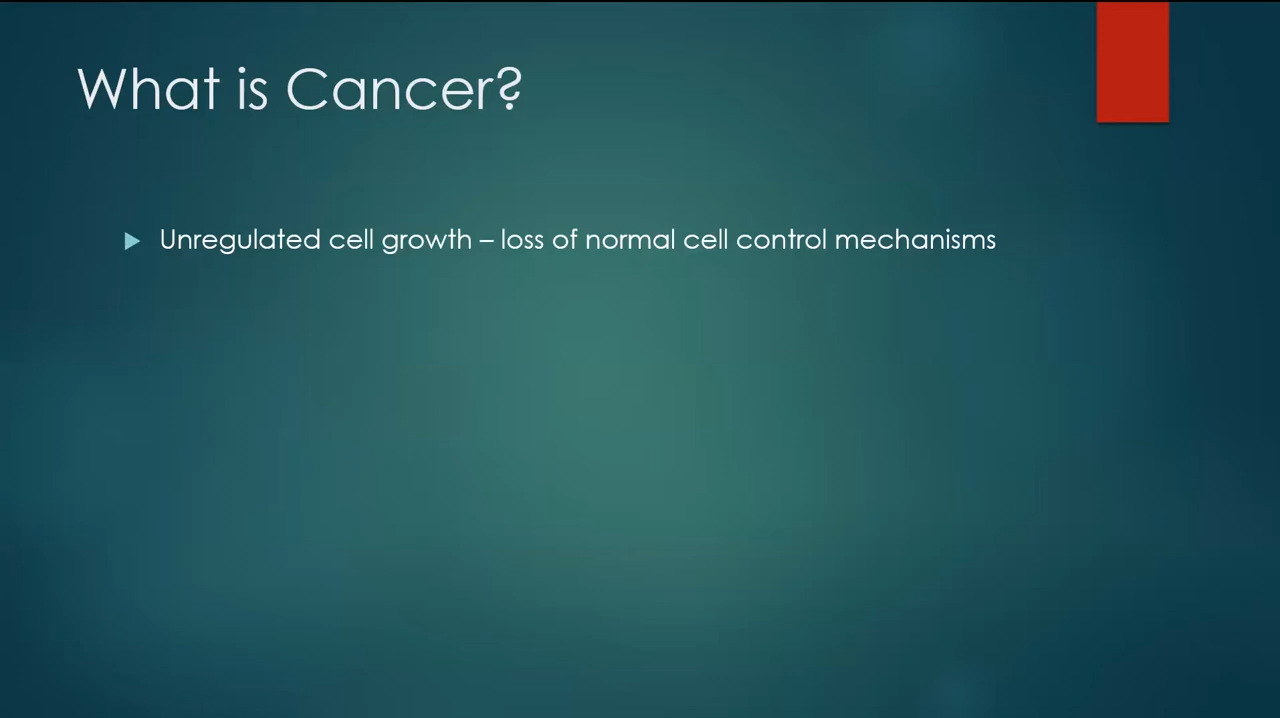 What is Cancer?
Unregulated cell growth – loss of normal cell control mechanisms